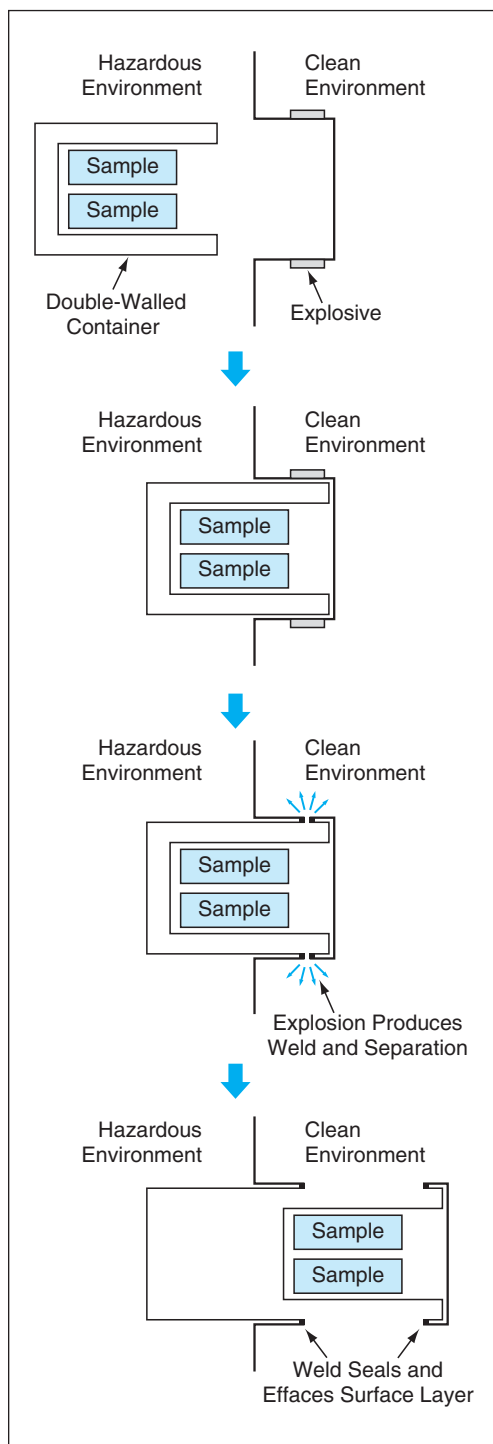 Hazardous
Environment
Clean
Environment
Sample
Sample
Double-Walled
Container
Explosive
Hazardous
Environment
Clean
Environment
Sample
Sample
Hazardous
Environment
Clean
Environment
Sample
Sample
Explosion Produces
Weld and Separation
Hazardous
Environment
Clean
Environment
Sample
Sample
Weld Seals and
Effaces Surface Layer